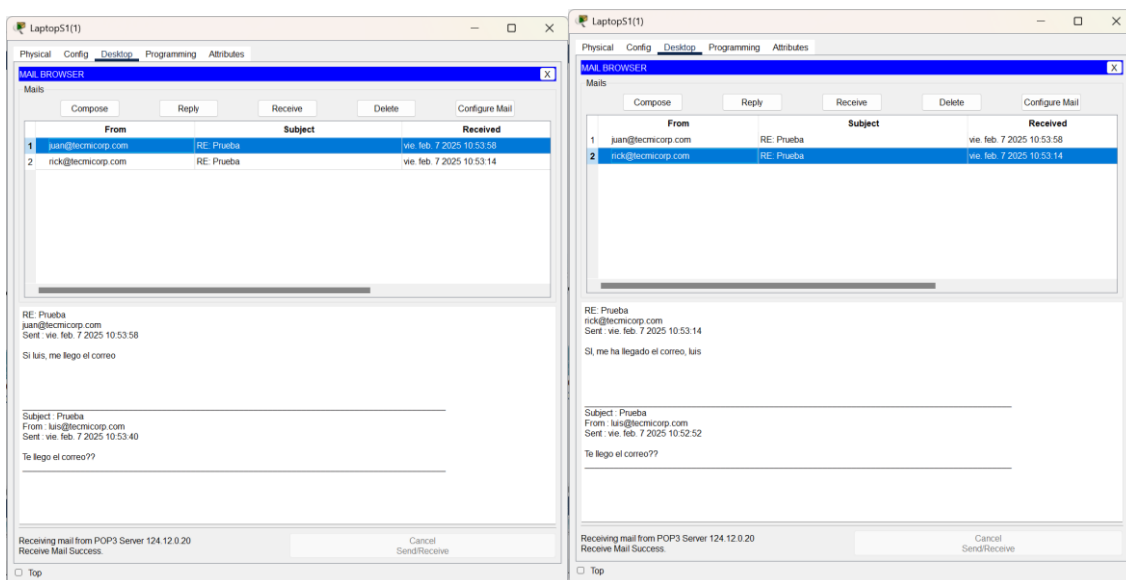 LaptopS1(1)
Physical Config Desktop Programming Attributes
MAIL BROWSER X
Mails
Compose Reply Receive Delete Configure Mail
From Subject Received
1 juan@tecmicorp.com RE: Prueba vie. feb. 7 2025 10:53:58
2 rick@tecmicorp.com RE: Prueba vie. feb. 7 2025 10:53:14
RE: Prueba
juan@tecmicorp.com
Sent : vie. feb. 7 2025 10:53:58
Si luis, me llego el correo
Subject : Prueba
From : luis@tecmicorp.com
Sent : vie. feb. 7 2025 10:53:40
Te llego el correo??
Receiving mail from POP3 Server 124.12.0.20
Receive Mail Success.
Cancel
Send/Receive
Top
LaptopS1(1)
Physical Config Desktop Programming Attributes
MAIL BROWSER X
Mails
Compose Reply Receive Delete Configure Mail
From Subject Received
1 juan@tecmicorp.com RE: Prueba vie. feb. 7 2025 10:53:58
2 rick@tecmicorp.com RE: Prueba vie. feb. 7 2025 10:53:14
RE: Prueba
rick@tecmicorp.com
Sent : vie. feb. 7 2025 10:53:14
SI, me ha llegado el correo, luis
Subject : Prueba
From : luis@tecmicorp.com
Sent : vie. feb. 7 2025 10:52:52
Te llego el correo??
Receiving mail from POP3 Server 124.12.0.20
Receive Mail Success.
Cancel
Send/Receive
Top